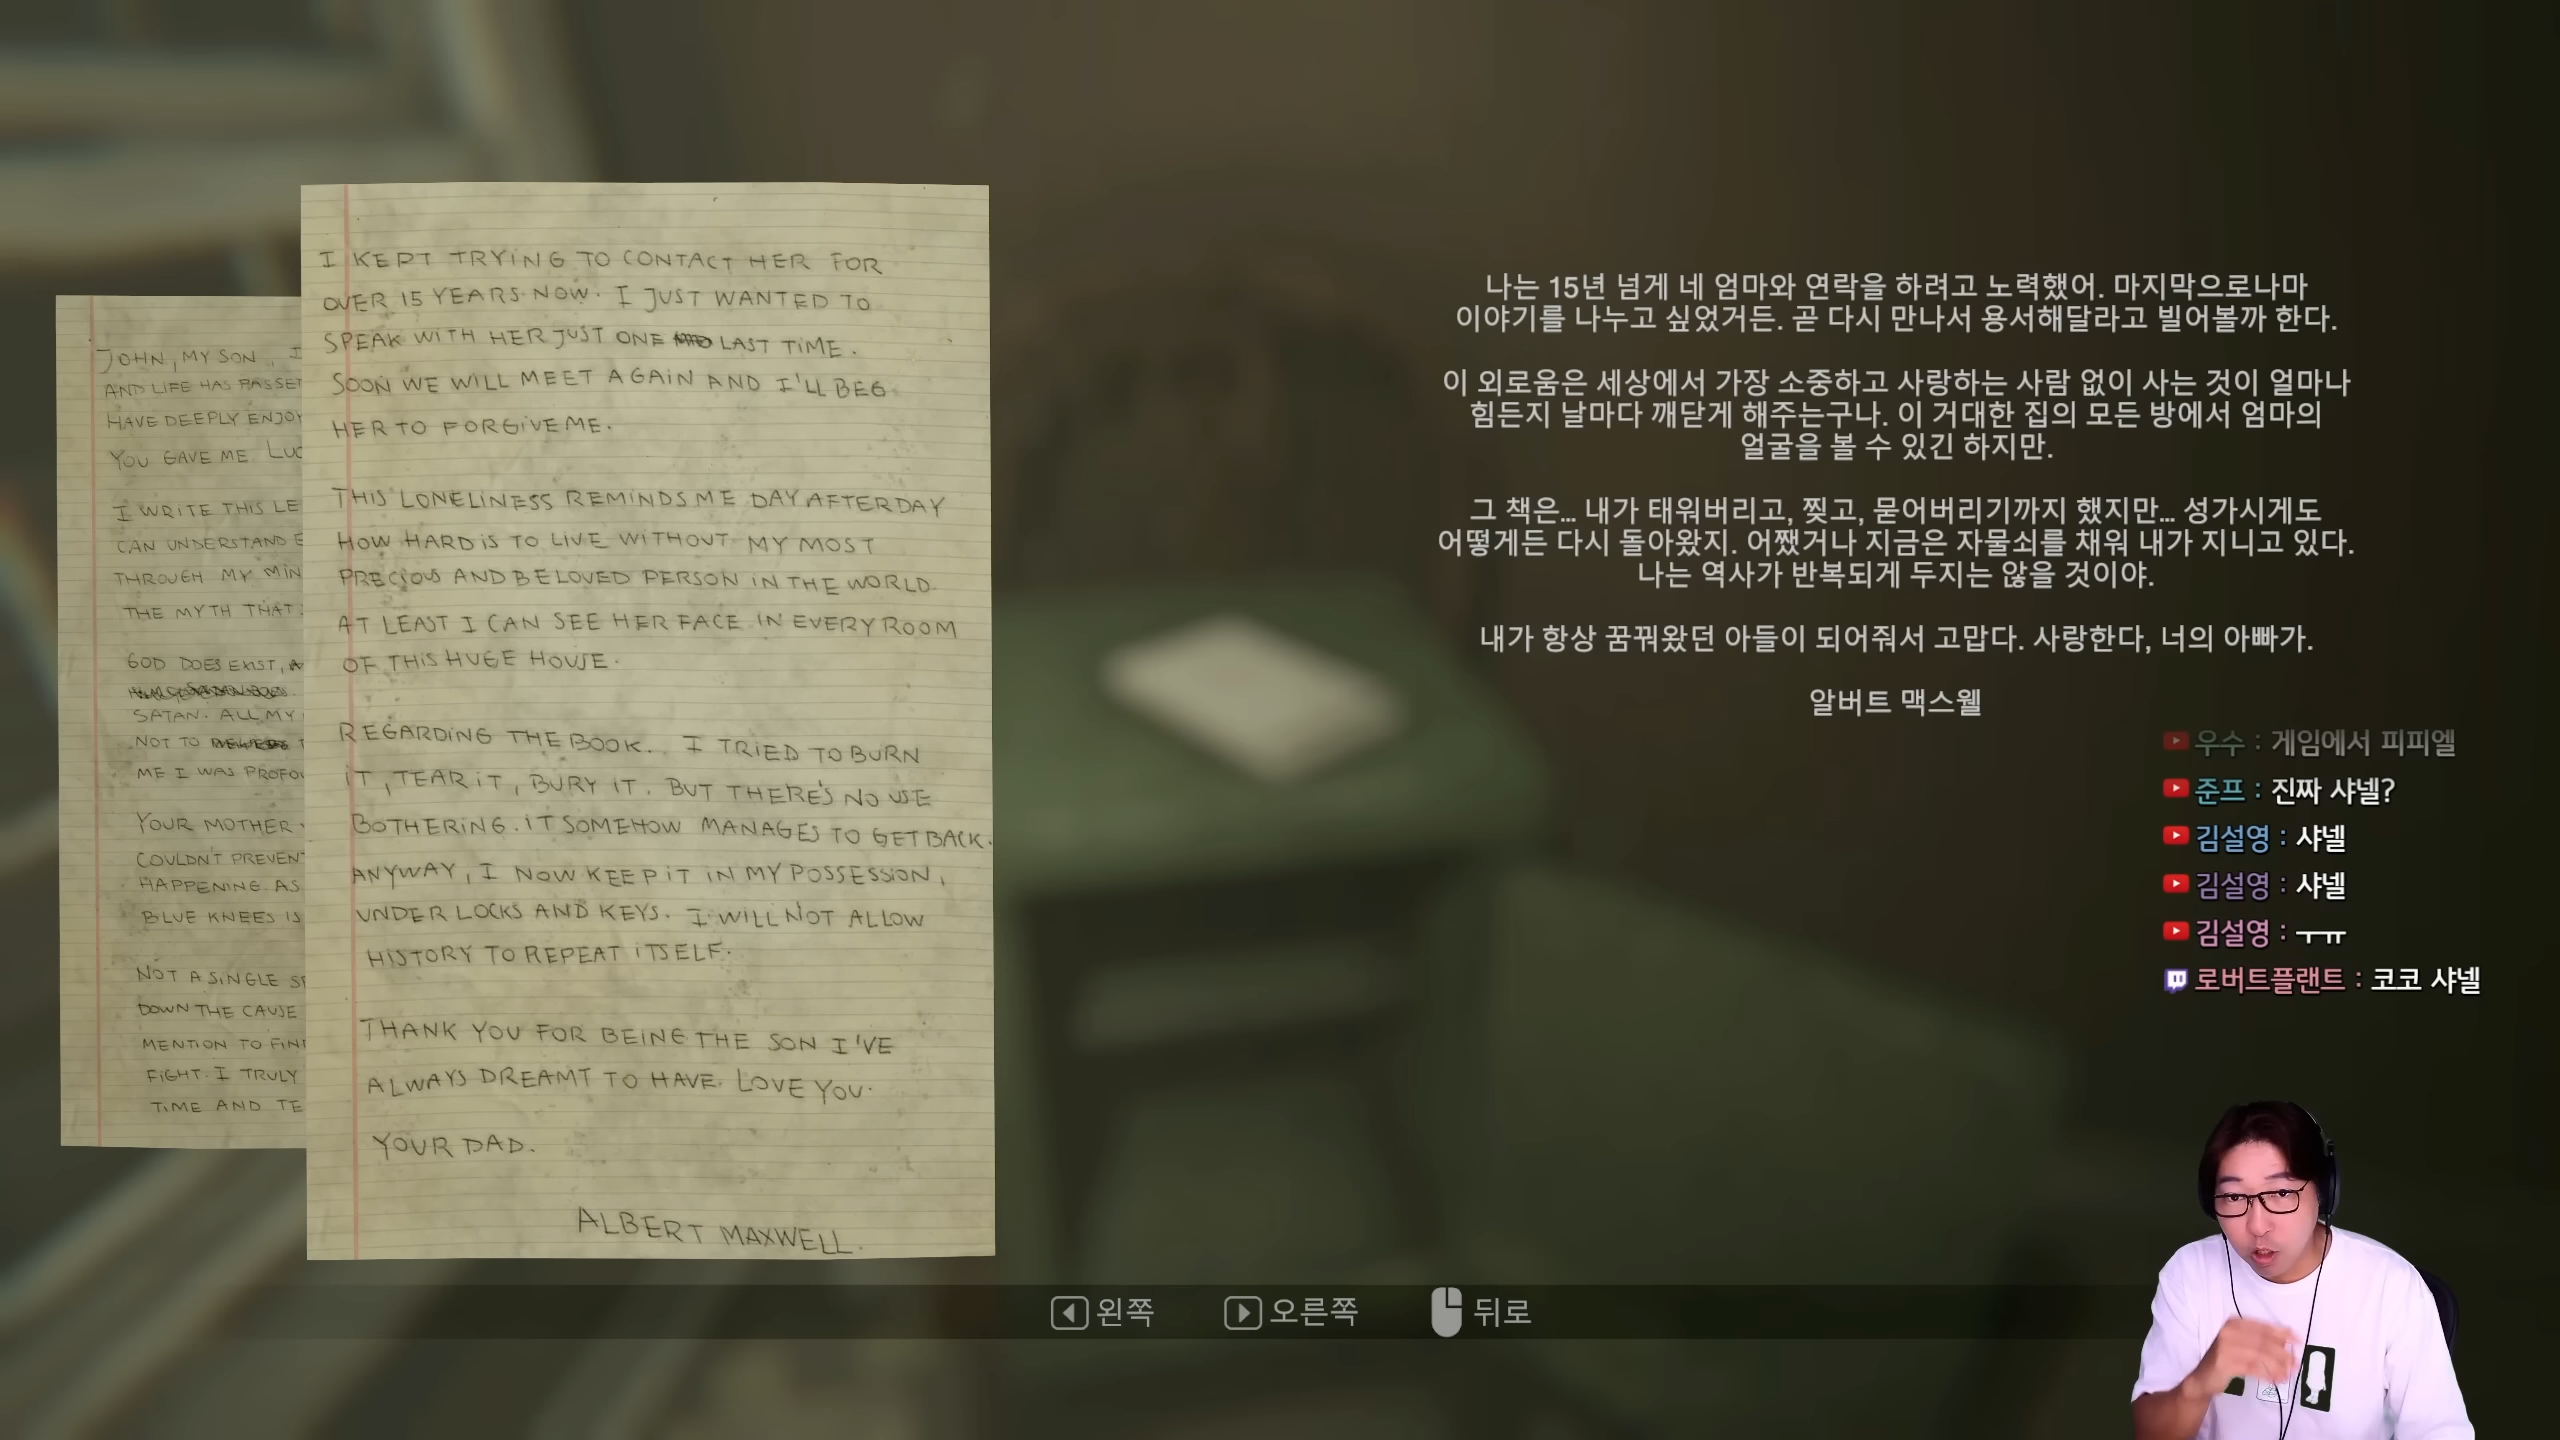 JOHN, MY SON, I
AND LIFE HAS PASSED
HAVE DEEPLY ENJOY
YOU GAVE ME. LUC
I WRITE THIS LE
CAN UNDERSTAND E
THROUGH MY MIN
THE MYTH THAT
GOD DOES EXIST, A
SATAN. ALL MY
NOT TO
ME I WAS PROFOU
YOUR MOTHER
COULDN'T PREVENT
HAPPENING. AS
BLUE KNEES IS
NOT A SINGLE SP
DOWN THE CAUSE
MENTION TO FIN
FIGHT. I TRULY
TIME AND TE
I KEPT TRYING TO CONTACT HER FOR
OVER 15 YEARS NOW. I JUST WANTED TO
SPEAK WITH HER JUST ONE LAST TIME.
SOON WE WILL MEET AGAIN AND I'LL BEG
HER TO FORGIVE ME.
THIS LONELINESS REMINDS ME DAY AFTER DAY
HOW HARD IS TO LIVE WITHOUT MY MOST
PRECIOUS AND BELOVED PERSON IN THE WORLD.
AT LEAST I CAN SEE HER FACE IN EVERY ROOM
OF THIS HUGE HOUSE.
REGARDING THE BOOK.. I TRIED TO BURN
IT, TEAR IT, BURY IT. BUT THERE'S NO USE
BOTHERING. IT SOMEHOW MANAGES TO GET BACK.
ANYWAY, I NOW KEEP IT IN MY POSSESSION,
UNDER LOCKS AND KEYS. I WILL NOT ALLOW
HISTORY TO REPEAT ITSELF.
THANK YOU FOR BEING THE SON I'VE
ALWAYS DREAMT TO HAVE. LOVE YOU.
YOUR DAD.
ALBERT MAXWELL.
나는 15년 넘게 네 엄마와 연락을 하려고 노력했어. 마지막으로나마
이야기를 나누고 싶었거든. 곧 다시 만나서 용서해달라고 빌어볼까 한다.
이 외로움은 세상에서 가장 소중하고 사랑하는 사람 없이 사는 것이 얼마나
힘든지 날마다 깨닫게 해주는구나. 이 거대한 집의 모든 방에서 엄마의
얼굴을 볼 수 있긴 하지만.
그 책은... 내가 태워버리고, 찢고, 묻어버리기까지 했지만... 성가시게도
어떻게든 다시 돌아왔지. 어쨌거나 지금은 자물쇠를 채워 내가 지니고 있다.
나는 역사가 반복되게 두지는 않을 것이야.
내가 항상 꿈꿔왔던 아들이 되어줘서 고맙다. 사랑한다, 너의 아빠가.
알버트 맥스웰
우수 : 게임에서 피피엘
준프 : 진짜 샤넬?
김설영 : 샤넬
김설영 : 샤넬
김설영 : ㅜㅠ
로버트플랜트 : 코코 샤넬
왼쪽 오른쪽 뒤로